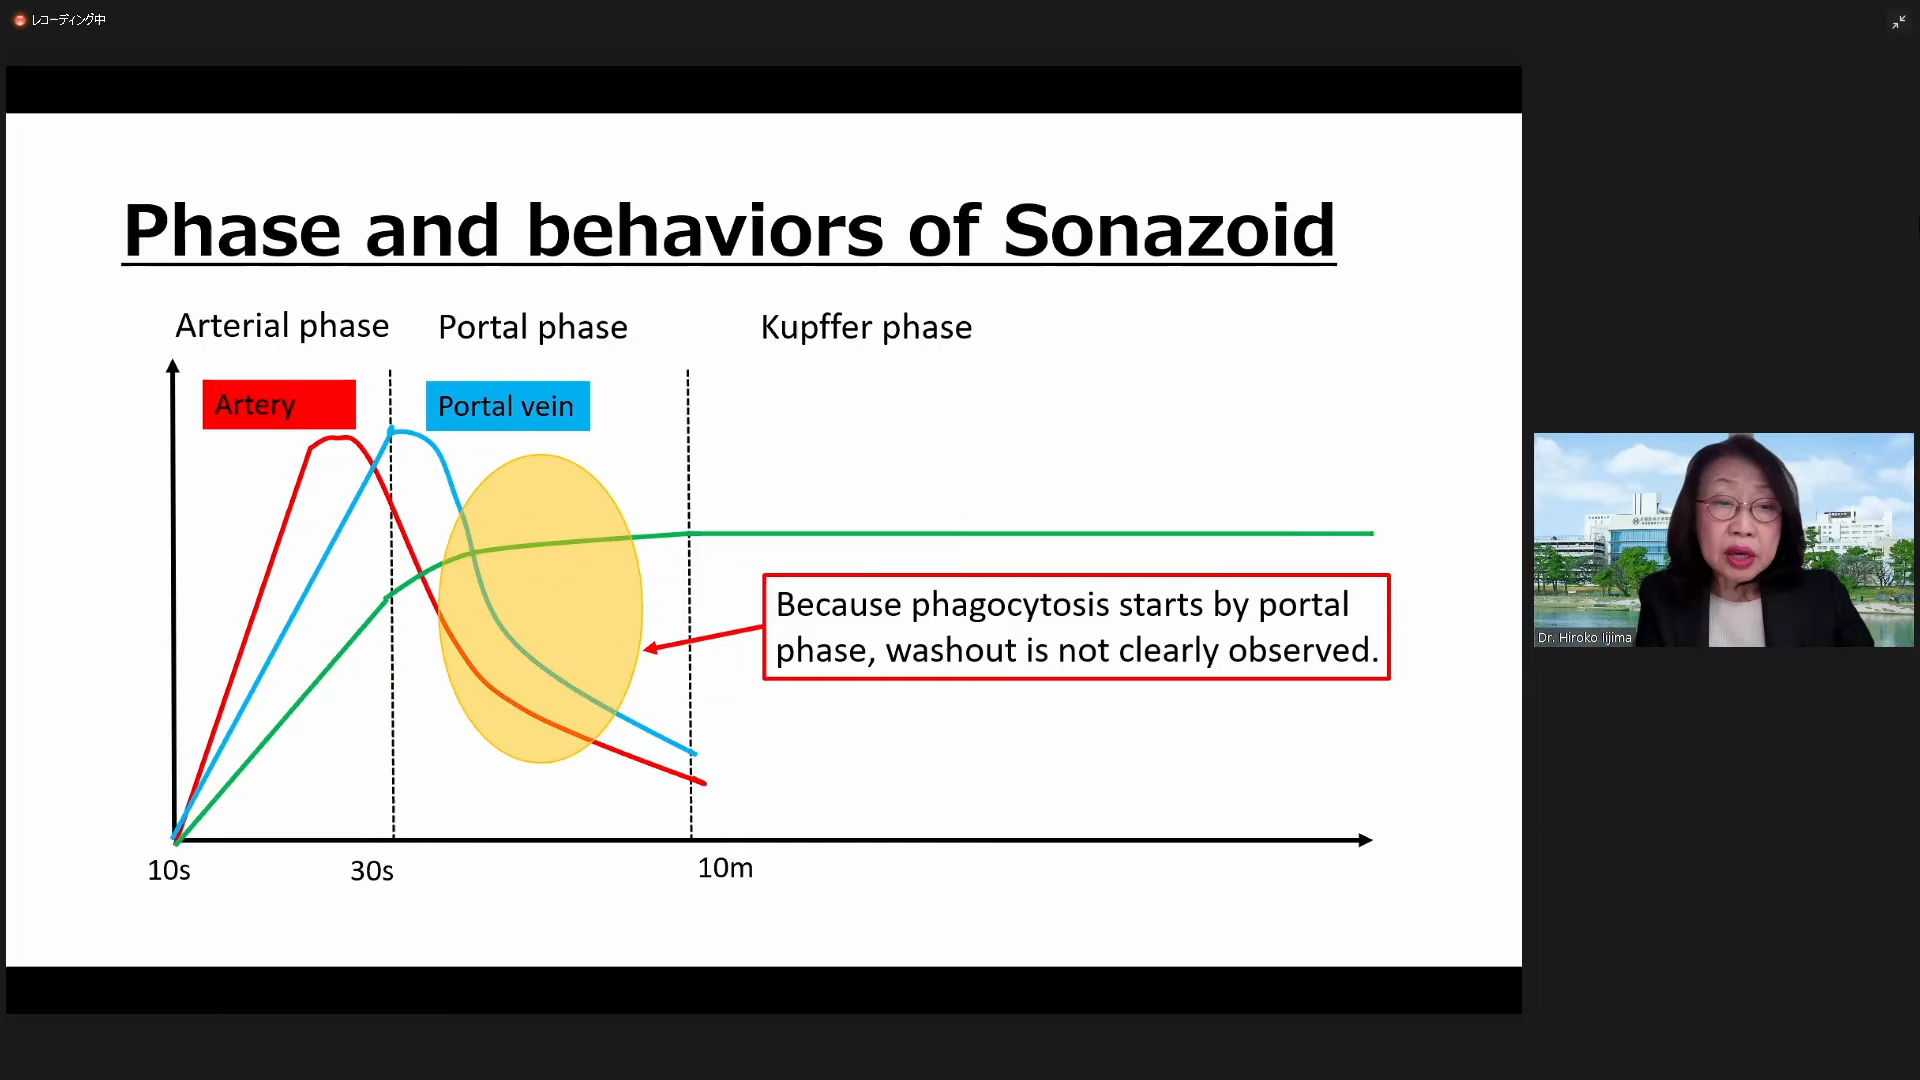 レコーディング中
Phase and behaviors of Sonazoid
Arterial phase
Portal phase
Kupffer phase
Artery
Portal vein
Because phagocytosis starts by portal
phase, washout is not clearly observed.
10s
30s
10m
Dr. Hiroko Iijima